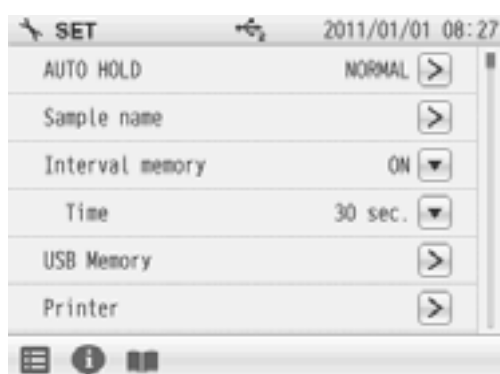 SET 2 2011/01/01 08:27
AUTO HOLD NORMAL >
Sample name >
Interval memory ON ▼
Time 30 sec. ▼
USB Memory >
Printer >